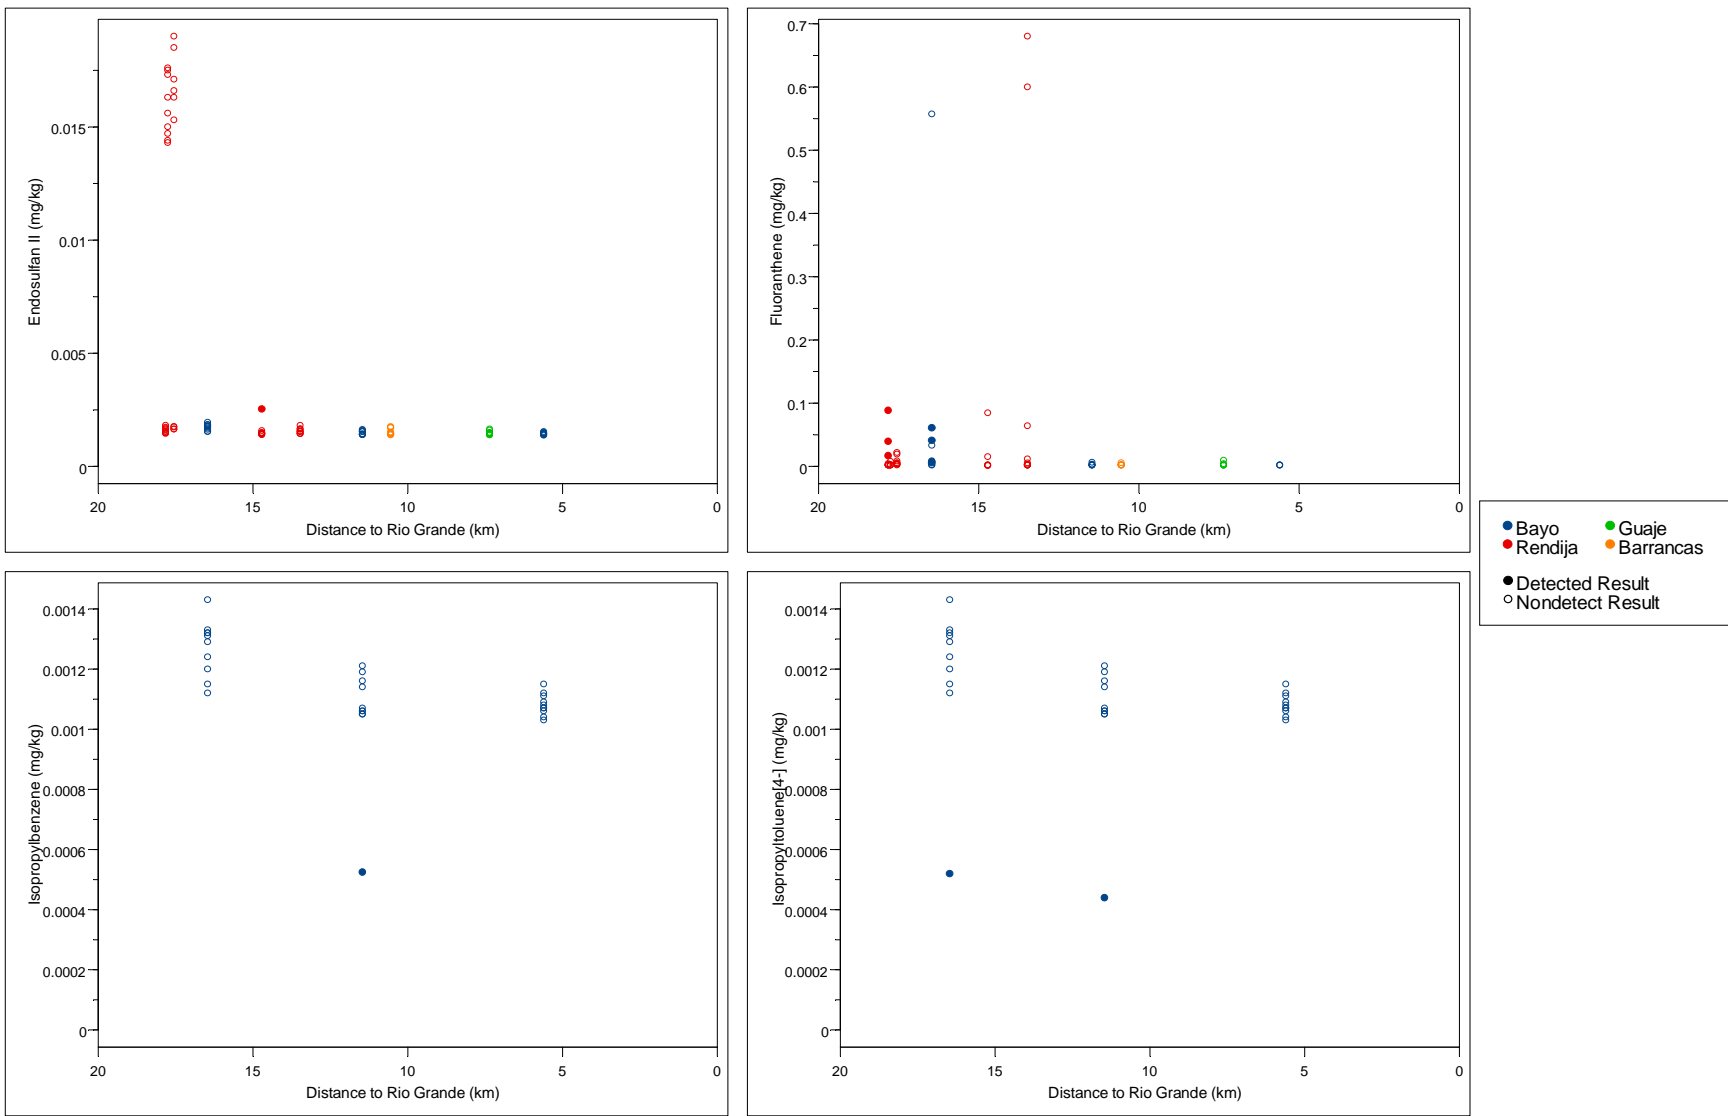 Endosulfan II (mg/kg)
0.015
0.01
0.005
0
20 15 10 5 0
Distance to Rio Grande (km)
Fluoranthene (mg/kg)
0.7
0.6
0.5
0.4
0.3
0.2
0.1
0
20 15 10 5 0
Distance to Rio Grande (km)
Bayo Guaje
Rendija Barrancas
Detected Result
Nondetect Result
Isopropylbenzene (mg/kg)
0.0014
0.0012
0.001
0.0008
0.0006
0.0004
0.0002
0
20 15 10 5 0
Distance to Rio Grande (km)
Isopropyltoluene[4-] (mg/kg)
0.0014
0.0012
0.001
0.0008
0.0006
0.0004
0.0002
0
20 15 10 5 0
Distance to Rio Grande (km)